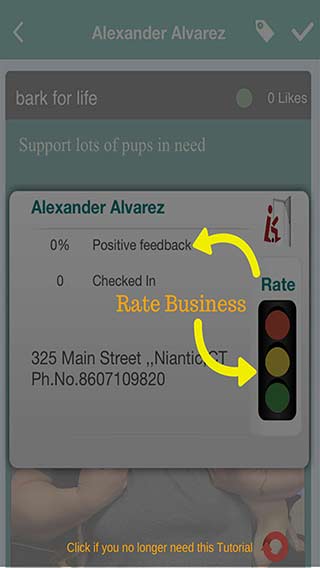 Alexander Alvarez
bark for life 0 Likes
Support lots of pups in need
Alexander Alvarez
0% Positive feedback
0 Checked In
Rate
Rate Business
325 Main Street ,,Niantic,CT
Ph.No.8607109820
Click if you no longer need this Tutorial